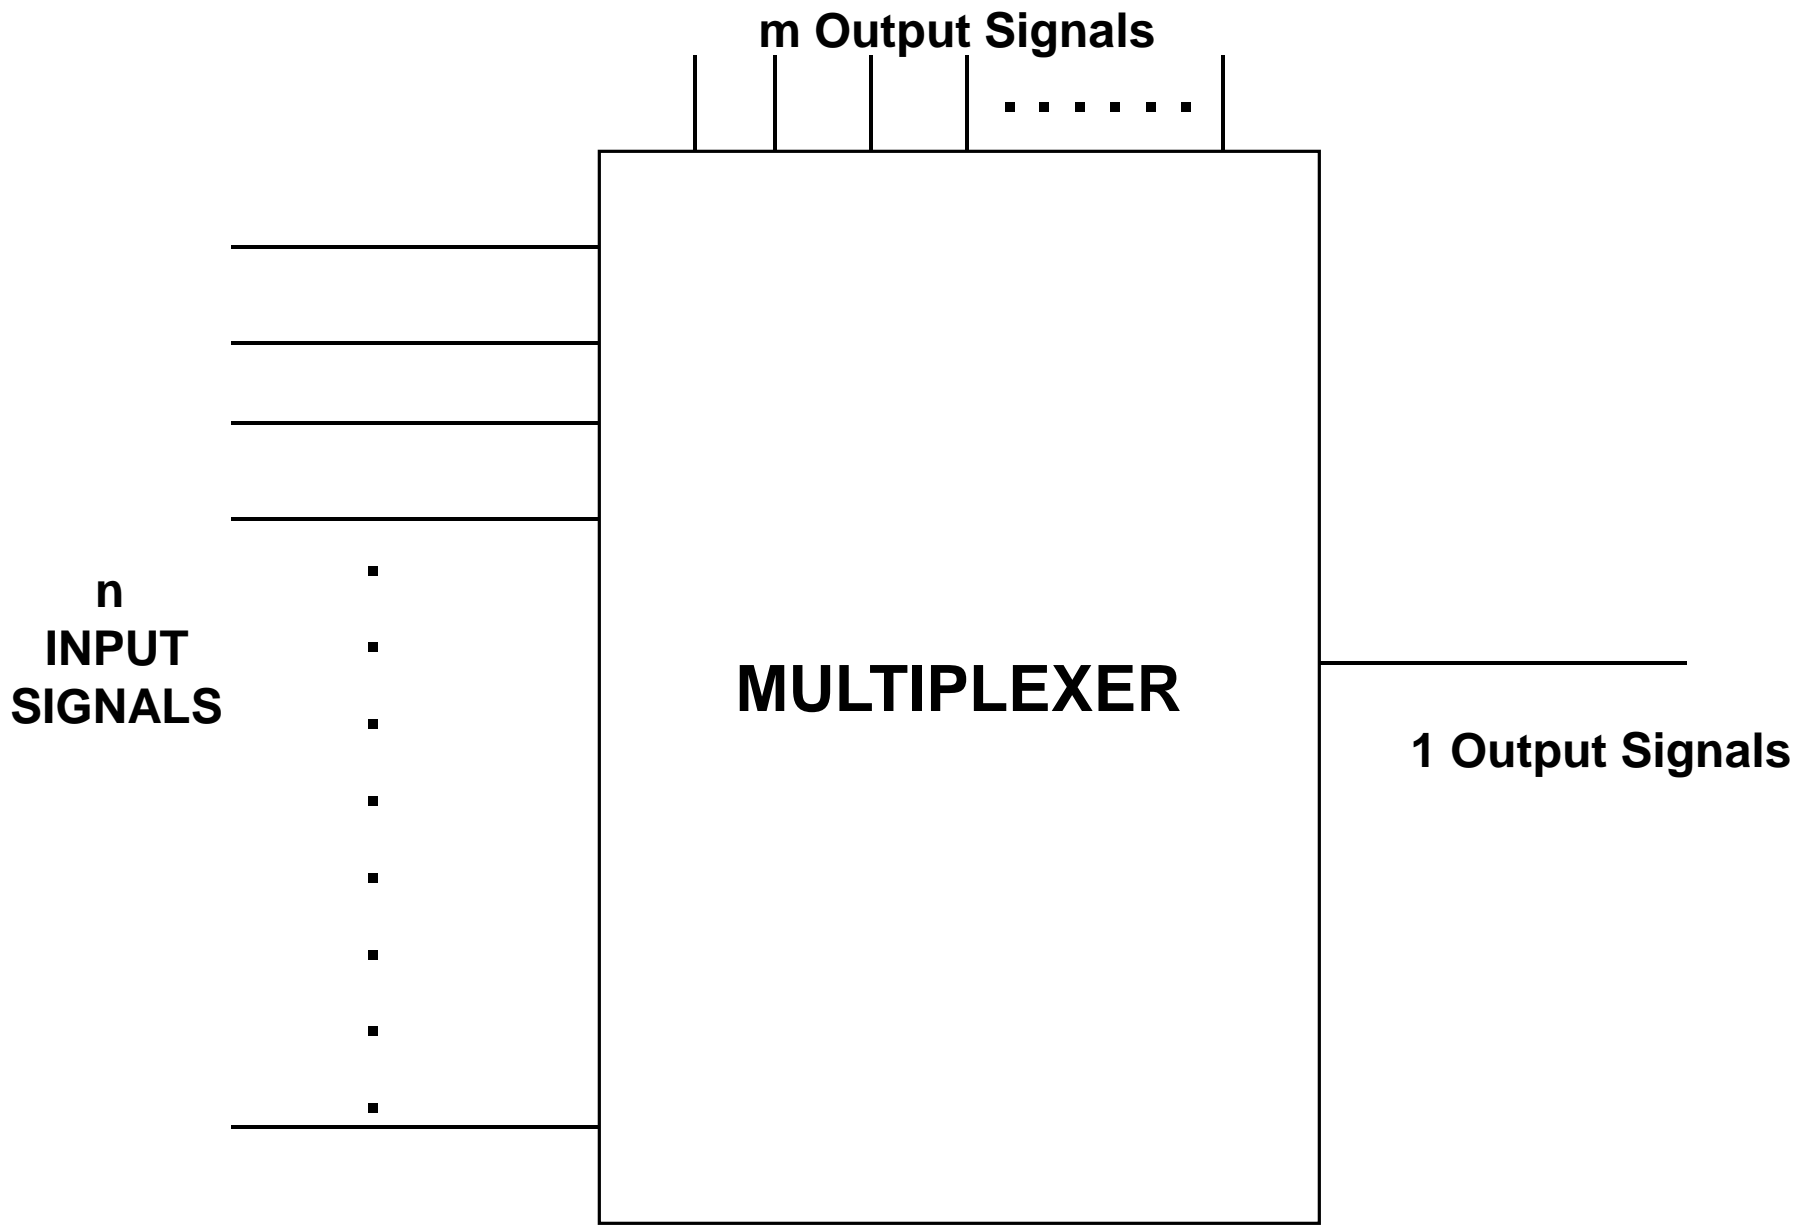 m Output Signals
n
INPUT
SIGNALS
MULTIPLEXER
1 Output Signals